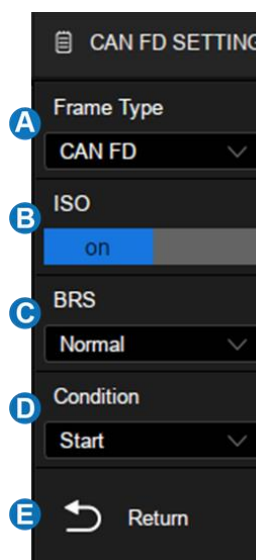 CAN FD SETTING
A
Frame Type
CAN FD
B
ISO
on
C
BRS
Normal
D
Condition
Start
E
Return